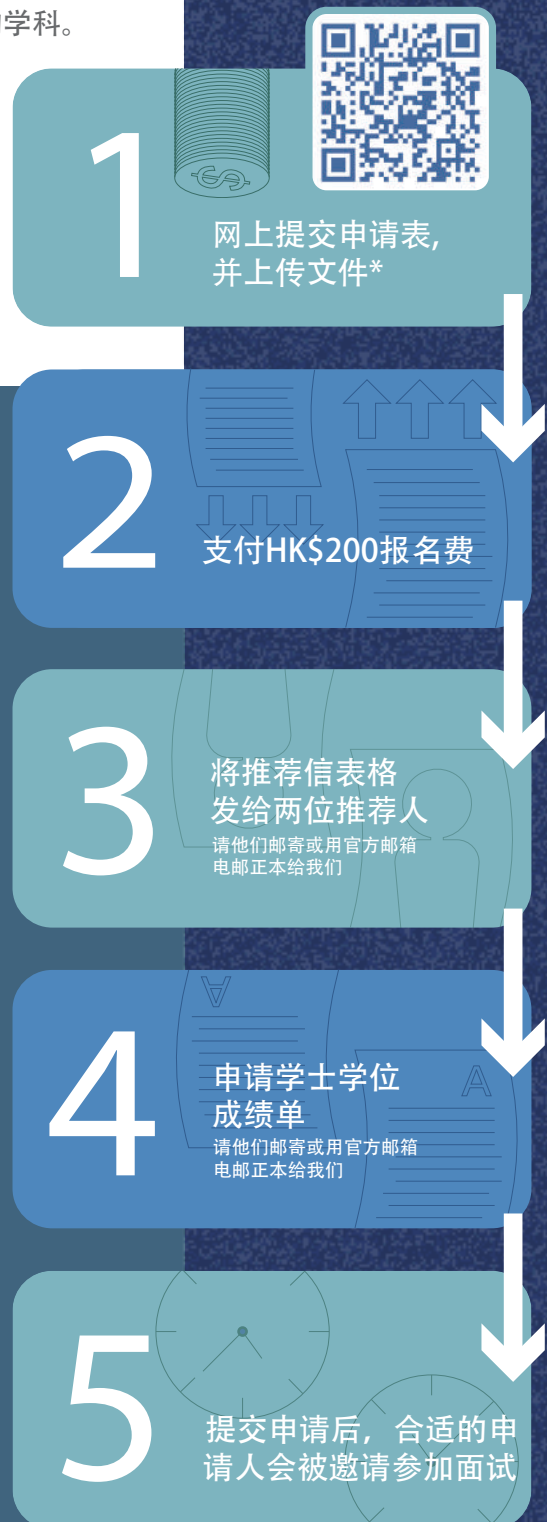 学科。
1
网上提交申请表,
并上传文件*
2
支付HK$200报名费
3
将推荐信表格
发给两位推荐人
请他们邮寄或用官方邮箱
电邮正本给我们
A
4
申请学士学位
成绩单
A
请他们邮寄或用官方邮箱
电邮正本给我们
5
提交申请后，合适的申
请人会被邀请参加面试